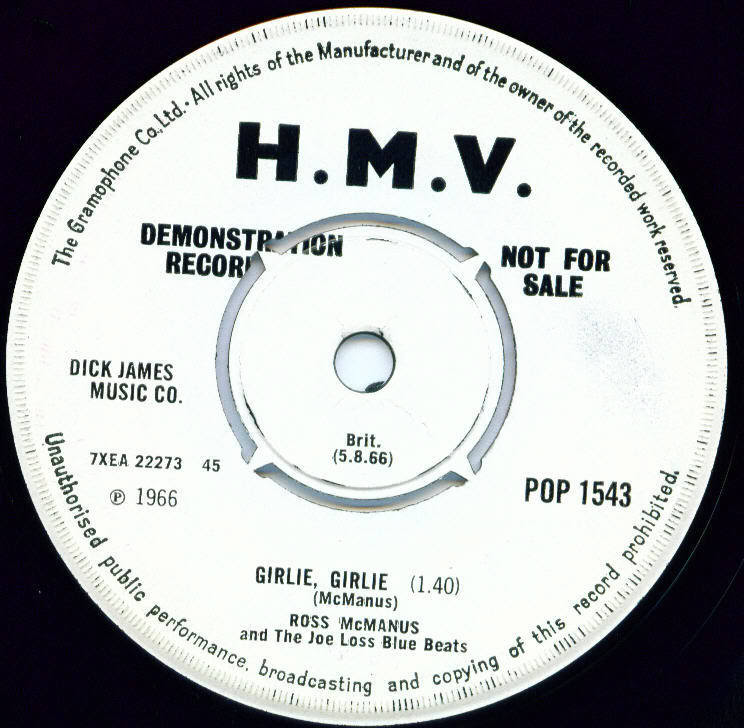 The Gramophone Co., Ltd. · All rights of the Manufacturer and of the owner of the recorded work reserved.
H.M.V.
DEMONSTRATION
RECORD
NOT FOR
SALE
DICK JAMES
MUSIC CO.
7XEA 22273 45
℗ 1966
Brit.
(5.8.66)
POP 1543
GIRLIE, GIRLIE (1.40)
(McManus)
ROSS McMANUS
and The Joe Loss Blue Beats
Unauthorised public performance, broadcasting and copying of this record prohibited.